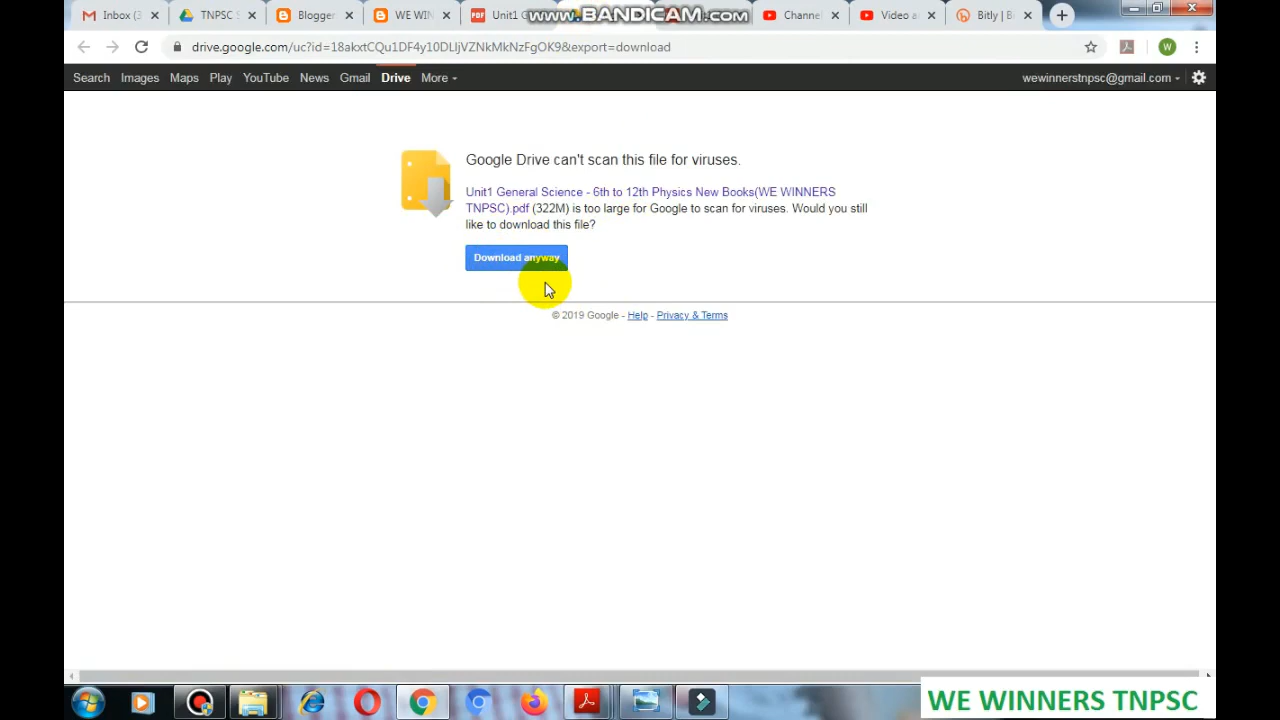 Inbox (3
TNPSC S
Blogger
WE WIN
Unit1 G
WWW.BANDICAM.COM
Channel
Video a
Bitly | B
drive.google.com/uc?id=18akxtCQu1DF4y10DLljVZNkMkNzFgOK9&export=download
W
Search Images Maps Play YouTube News Gmail Drive More
wewinnerstnpsc@gmail.com
Google Drive can't scan this file for viruses.
Unit1 General Science - 6th to 12th Physics New Books(WE WINNERS
TNPSC).pdf (322M) is too large for Google to scan for viruses. Would you still
like to download this file?
Download anyway
© 2019 Google - Help - Privacy & Terms
WE WINNERS TNPSC